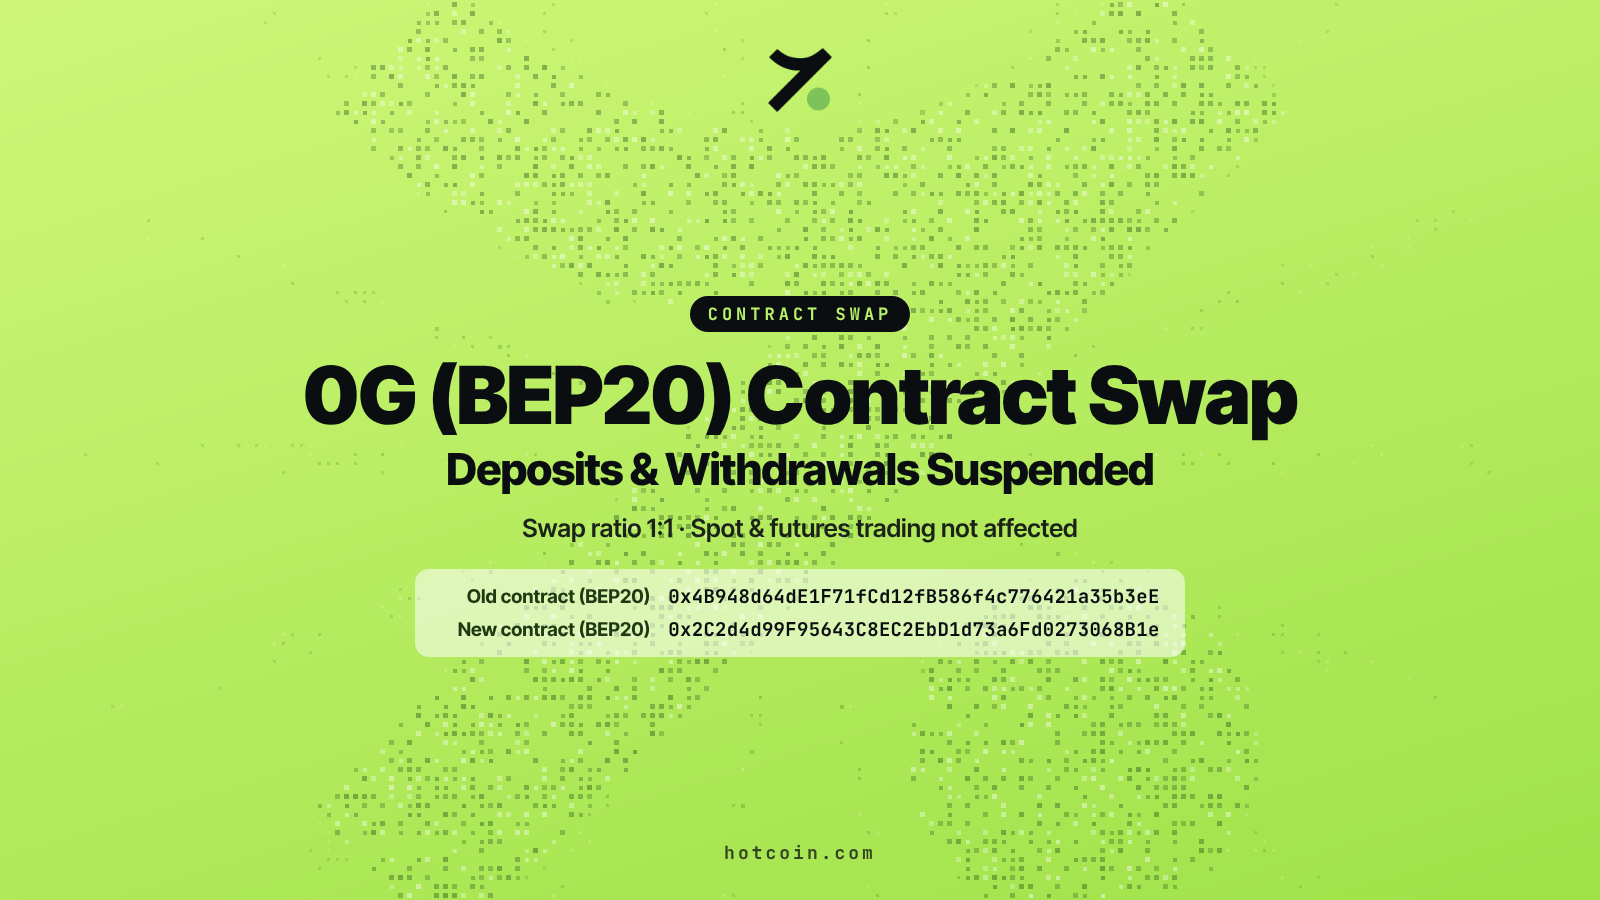 CONTRACT SWAP
0G (BEP20) Contract Swap
Deposits & Withdrawals Suspended
Swap ratio 1:1 · Spot & futures trading not affected
Old contract (BEP20) 0x4B948d64dE1F71fCd12fB586f4c776421a35b3eE
New contract (BEP20) 0x2C2d4d99F95643C8EC2EbD1d73a6Fd0273068B1e
hotcoin.com